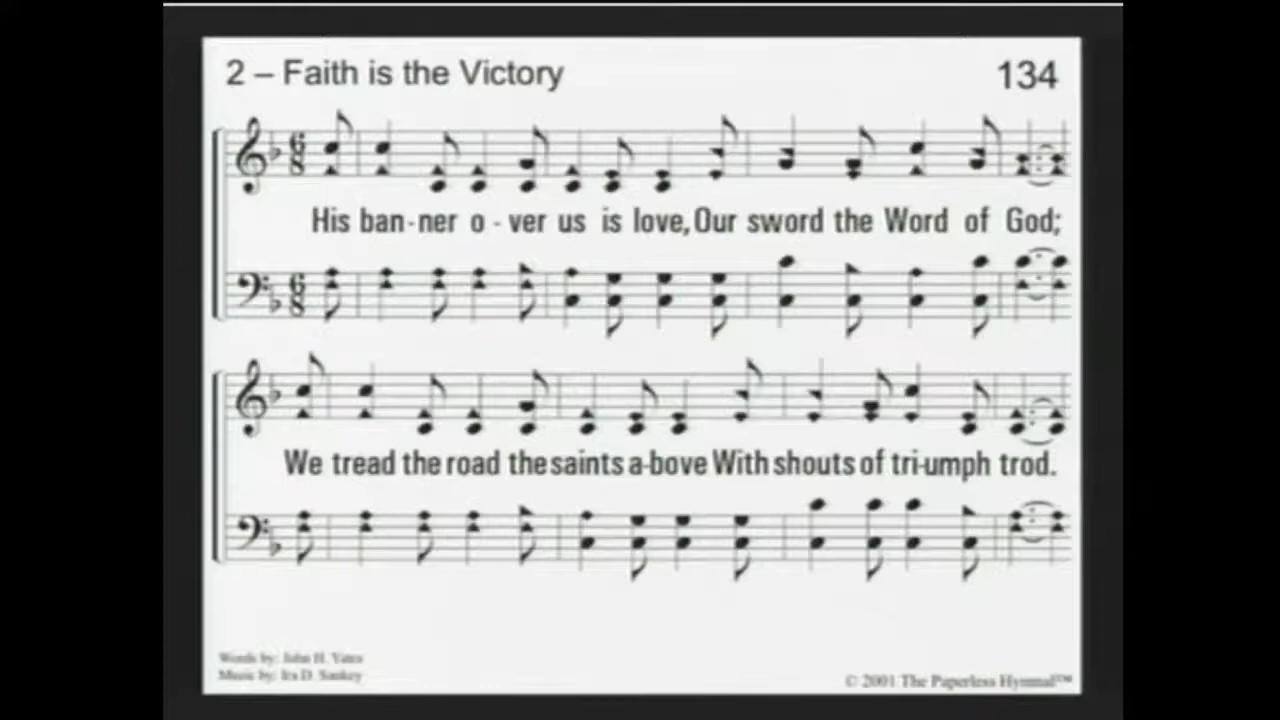 2 – Faith is the Victory 134
His ban-ner o-ver us is love, Our sword the Word of God;
We tread the road the saints a-bove With shouts of tri-umph trod.
Words by: John H. Yates
Music by: Ira D. Sankey
© 2001 The Paperless Hymnal™